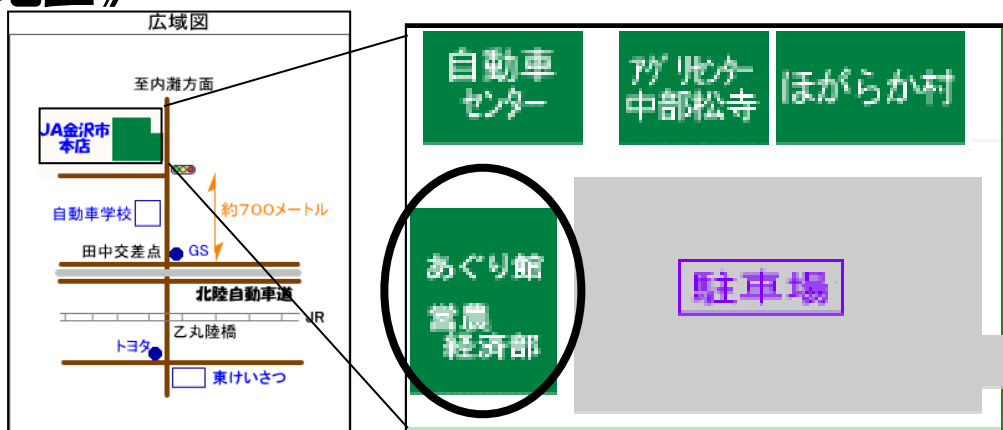 広域図
至内灘方面
JA金沢市
本店
自動車学校
約700メートル
田中交差点
GS
北陸自動車道
JR
乙丸陸橋
トヨタ
東けいさつ
自動車
センター
アグリセンター
中部松寺
ほがらか村
あぐり館
営農
経済部
駐車場